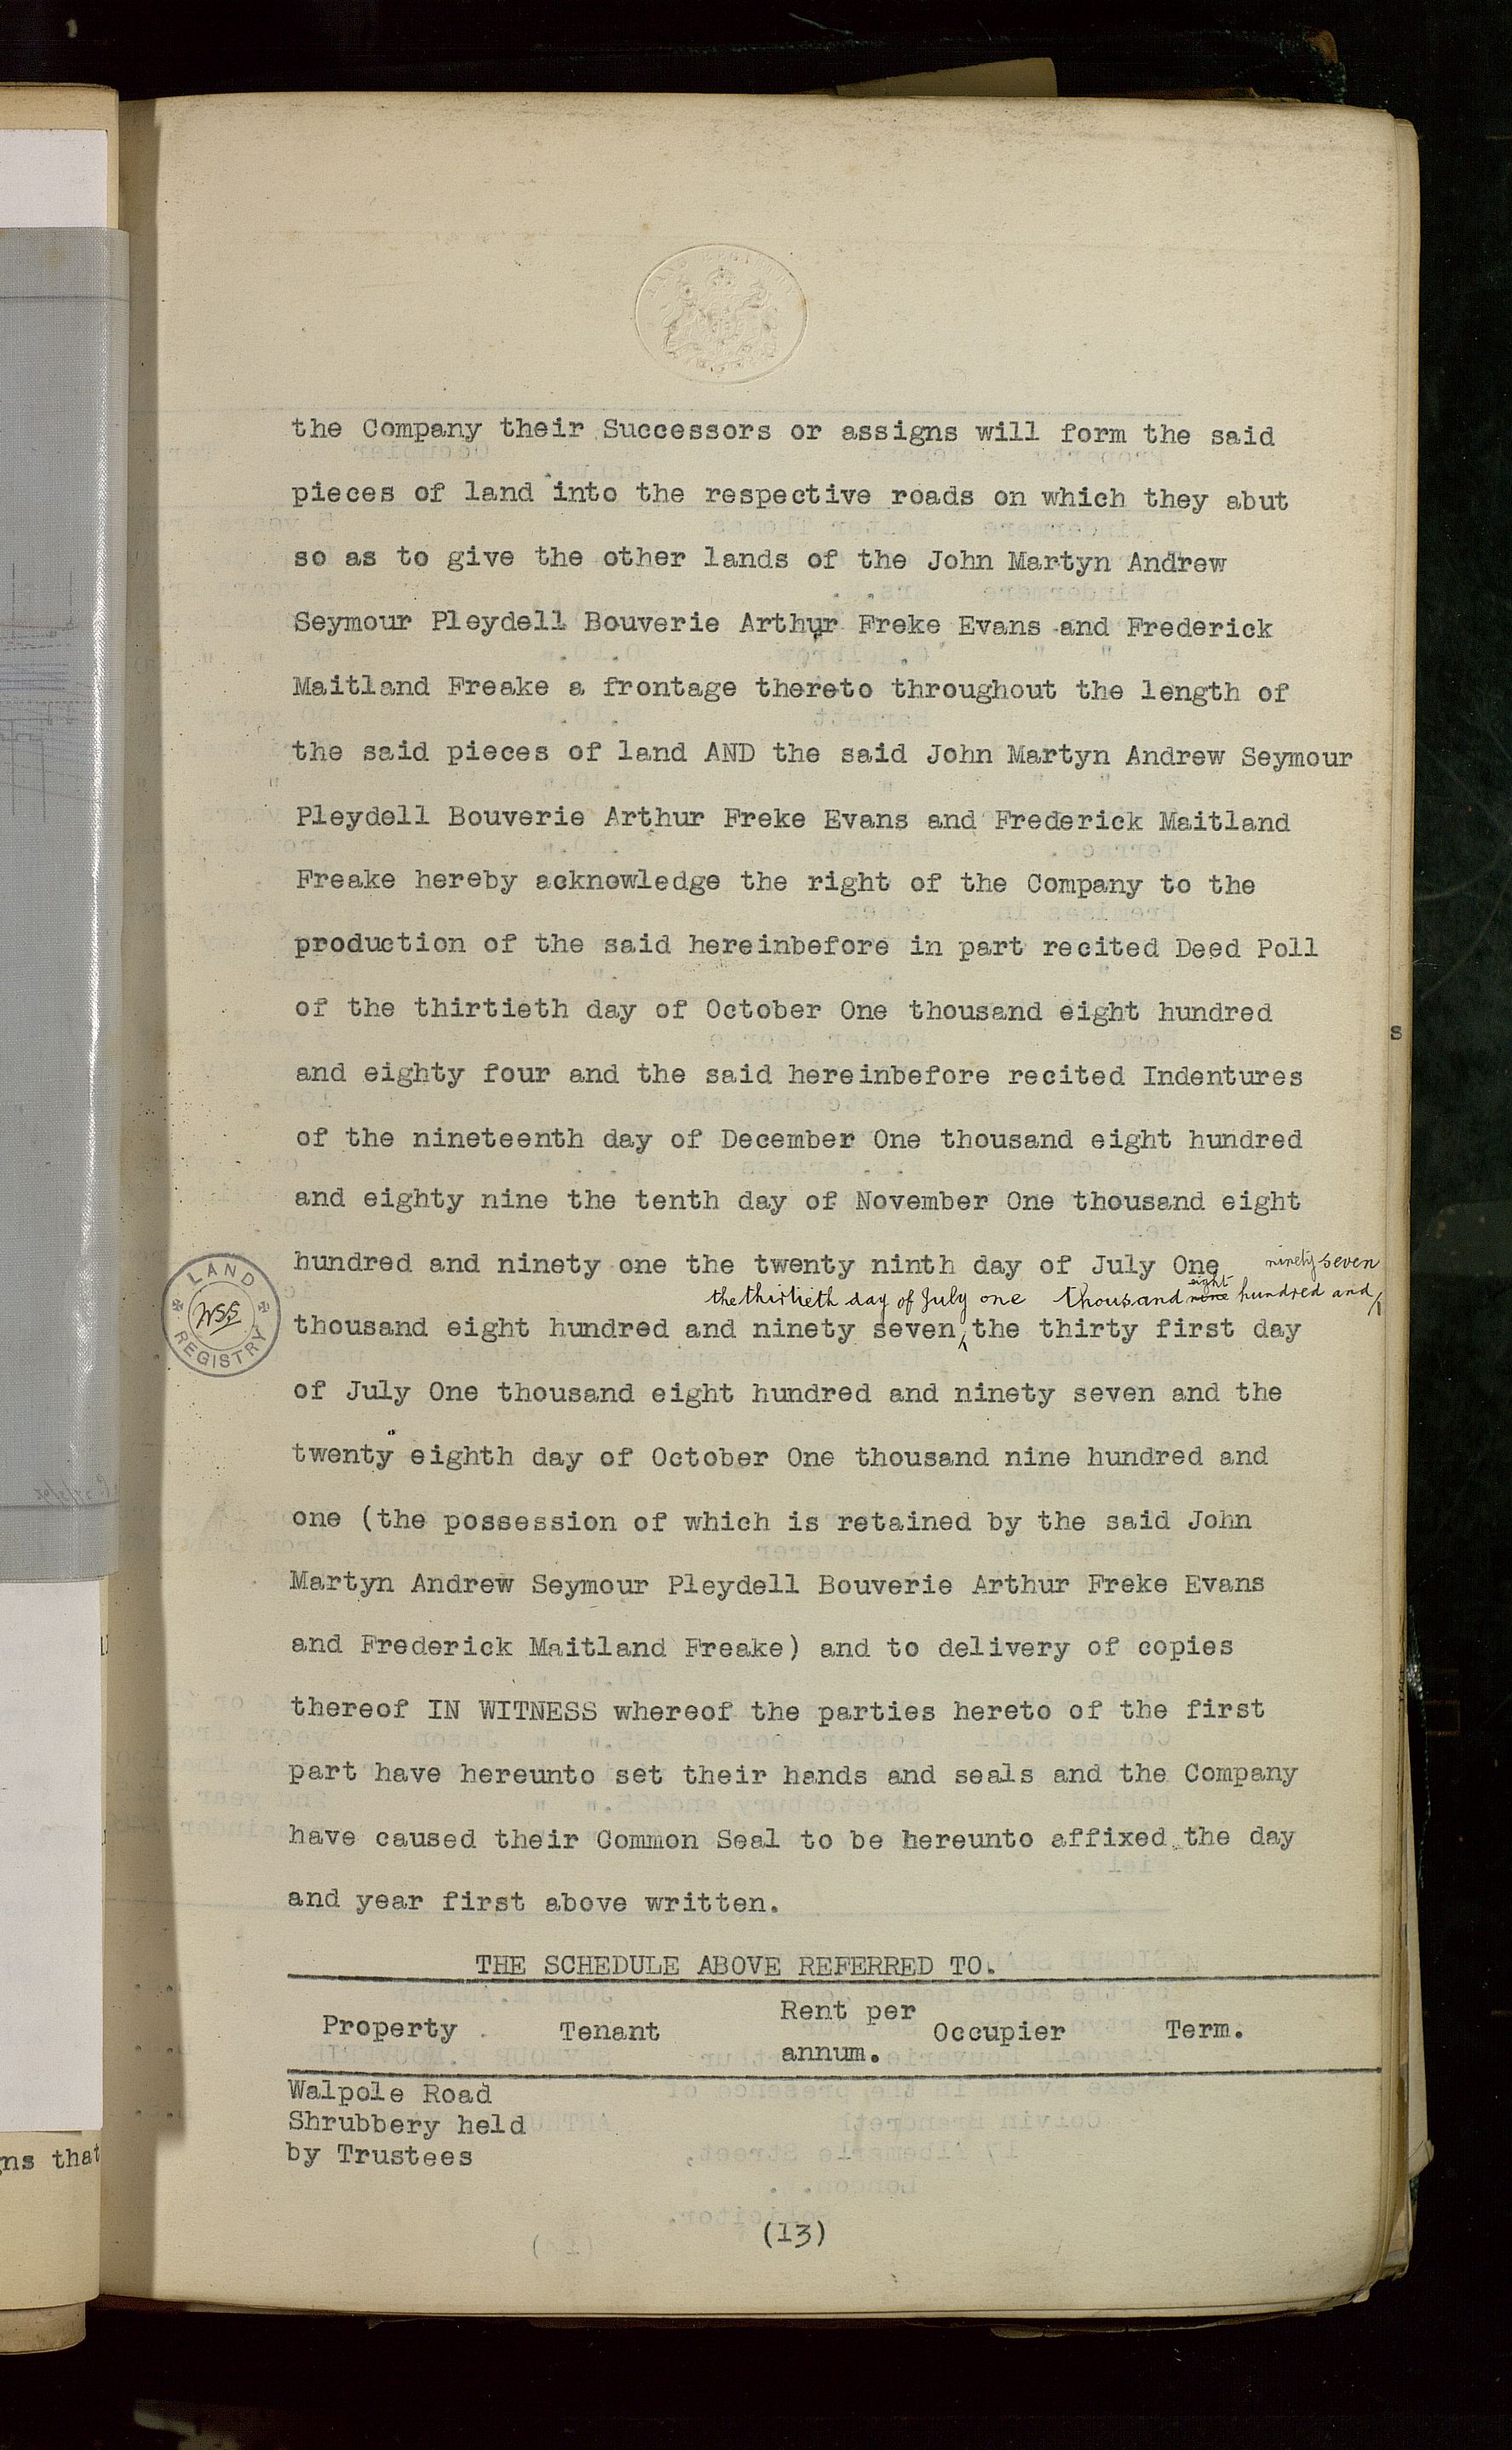 the Company their Successors or assigns will form the said
pieces of land into the respective roads on which they abut
so as to give the other lands of the John Martyn Andrew
Seymour Pleydell Bouverie Arthur Freke Evans and Frederick
Maitland Freake a frontage thereto throughout the length of
the said pieces of land AND the said John Martyn Andrew Seymour
Pleydell Bouverie Arthur Freke Evans and Frederick Maitland
Freake hereby acknowledge the right of the Company to the
production of the said hereinbefore in part recited Deed Poll
of the thirtieth day of October One thousand eight hundred
and eighty four and the said hereinbefore recited Indentures
of the nineteenth day of December One thousand eight hundred
and eighty nine the tenth day of November One thousand eight
hundred and ninety one the twenty ninth day of July One
ninety seven
eight
the thirtieth day of July one thousand nine hundred and
thousand eight hundred and ninety seven, the thirty first day
of July One thousand eight hundred and ninety seven and the
twenty eighth day of October One thousand nine hundred and
one (the possession of which is retained by the said John
Martyn Andrew Seymour Pleydell Bouverie Arthur Freke Evans
and Frederick Maitland Freake) and to delivery of copies
thereof IN WITNESS whereof the parties hereto of the first
part have hereunto set their hands and seals and the Company
have caused their Common Seal to be hereunto affixed the day
and year first above written.
THE SCHEDULE ABOVE REFERRED TO.
Property Tenant Rent per annum. Occupier Term.
Walpole Road
Shrubbery held
by Trustees
(13)
LAND REGISTRY
WSS
s
ns that